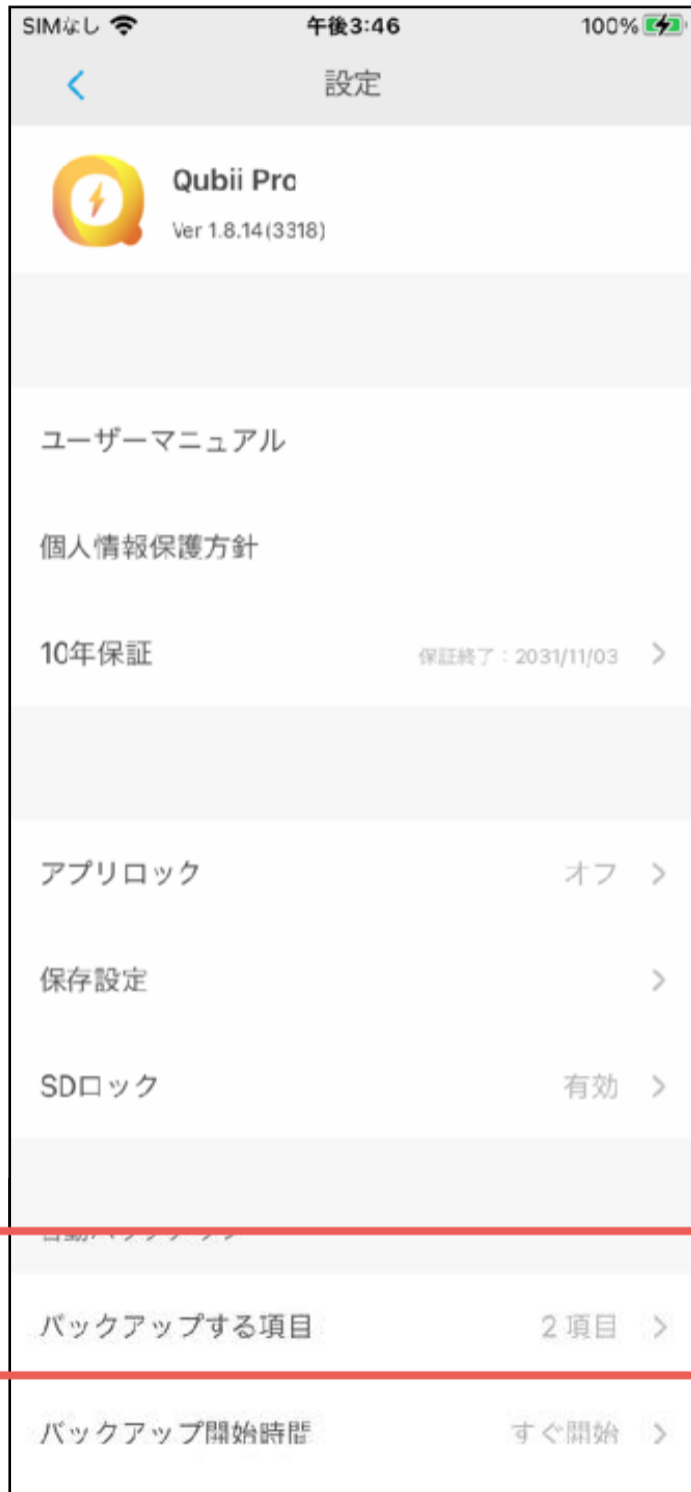 SIMなし 午後3:46 100%
設定
Qubii Pro
Ver 1.8.14(3318)
ユーザーマニュアル
個人情報保護方針
10年保証 保証終了：2031/11/03
アプリロック オフ
保存設定
SDロック 有効
バックアップする項目 2 項目
バックアップ開始時間 すぐ開始